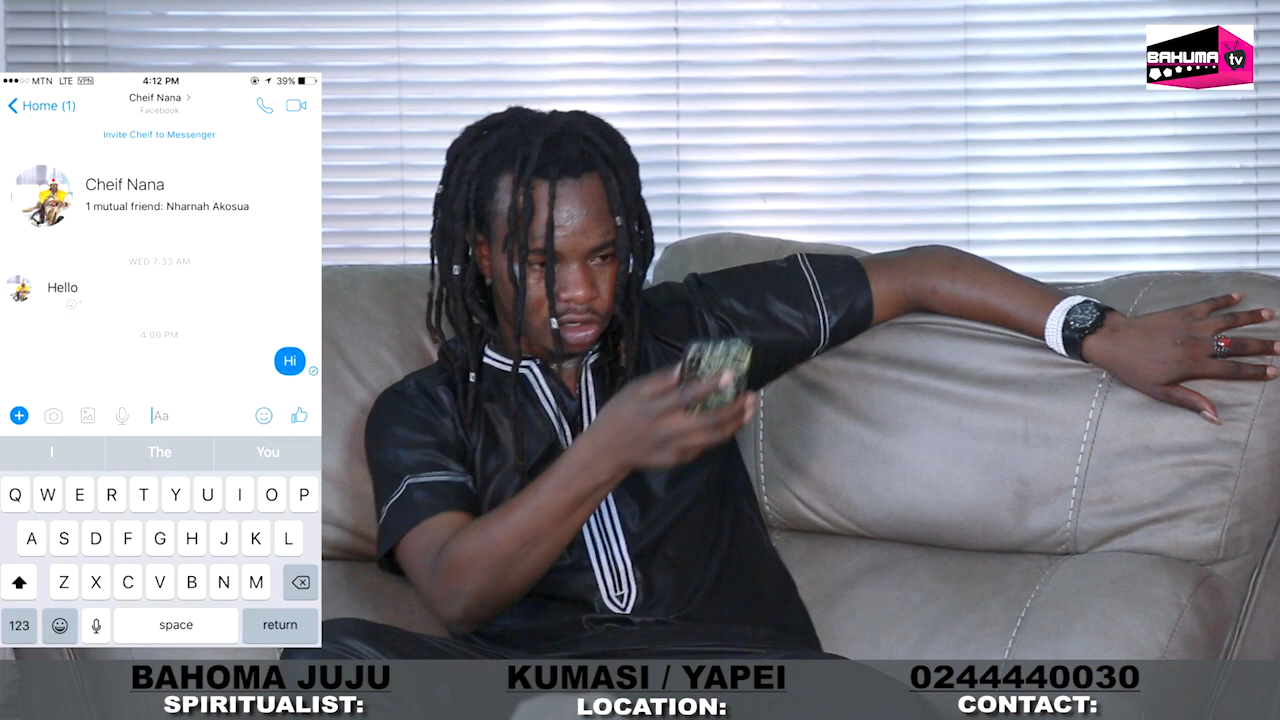 BAHUMA tv
MTN LTE VPN 4:12 PM 39%
Home (1)
Cheif Nana
Facebook
Invite Cheif to Messenger
Cheif Nana
1 mutual friend: Nharnah Akosua
WED 7:33 AM
Hello
4:00 PM
Hi
Aa
I The You
Q W E R T Y U I O P
A S D F G H J K L
Z X C V B N M
123 space return
BAHOMA JUJU KUMASI / YAPEI 0244440030
SPIRITUALIST: LOCATION: CONTACT: